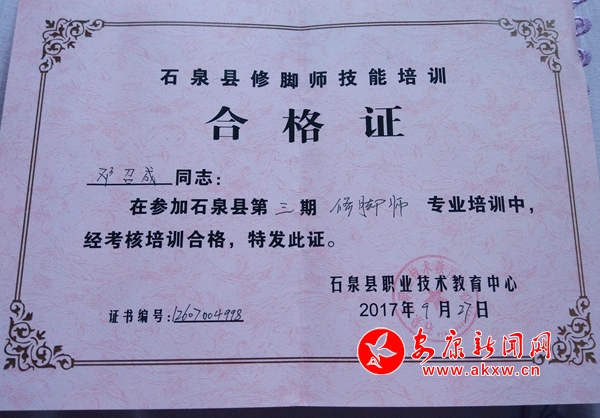 石泉县修脚师技能培训
合格证
邓召成 同志：
在参加石泉县第 三 期 修脚师 专业培训中，
经考核培训合格，特发此证。
石泉县职业技术教育中心
2017年9月27日
证书编号：2607004998
安康新闻网
www.akxw.cn